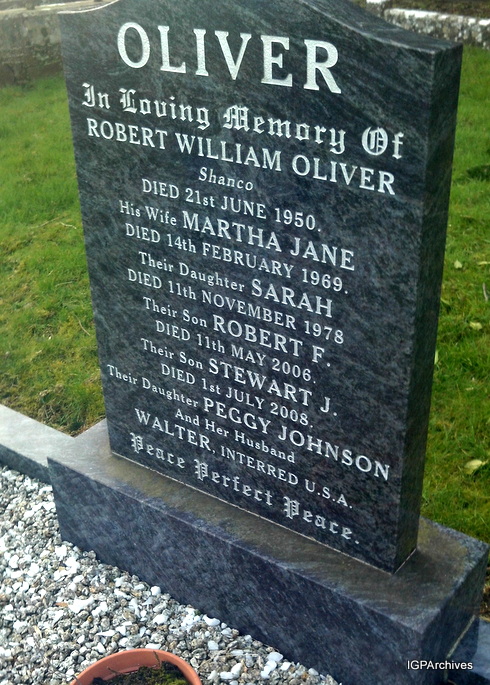 OLIVER
In Loving Memory Of
ROBERT WILLIAM OLIVER
Shanco
DIED 21st JUNE 1950.
His Wife MARTHA JANE
DIED 14th FEBRUARY 1969.
Their Daughter SARAH
DIED 11th NOVEMBER 1978
Their Son ROBERT F.
DIED 11th MAY 2006.
Their Son STEWART J.
DIED 1st JULY 2008.
Their Daughter PEGGY JOHNSON
And Her Husband
WALTER, INTERRED U.S.A.
Peace Perfect Peace.
IGPArchives